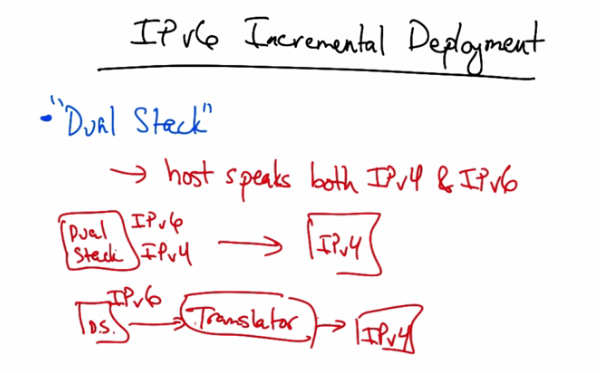 IPv6 Incremental Deployment
• "Dual Stack"
→ host speaks both IPv4 & IPv6
Dual Stack IPv6 IPv4 → IPv4
D.S. IPv6 → Translator → IPv4